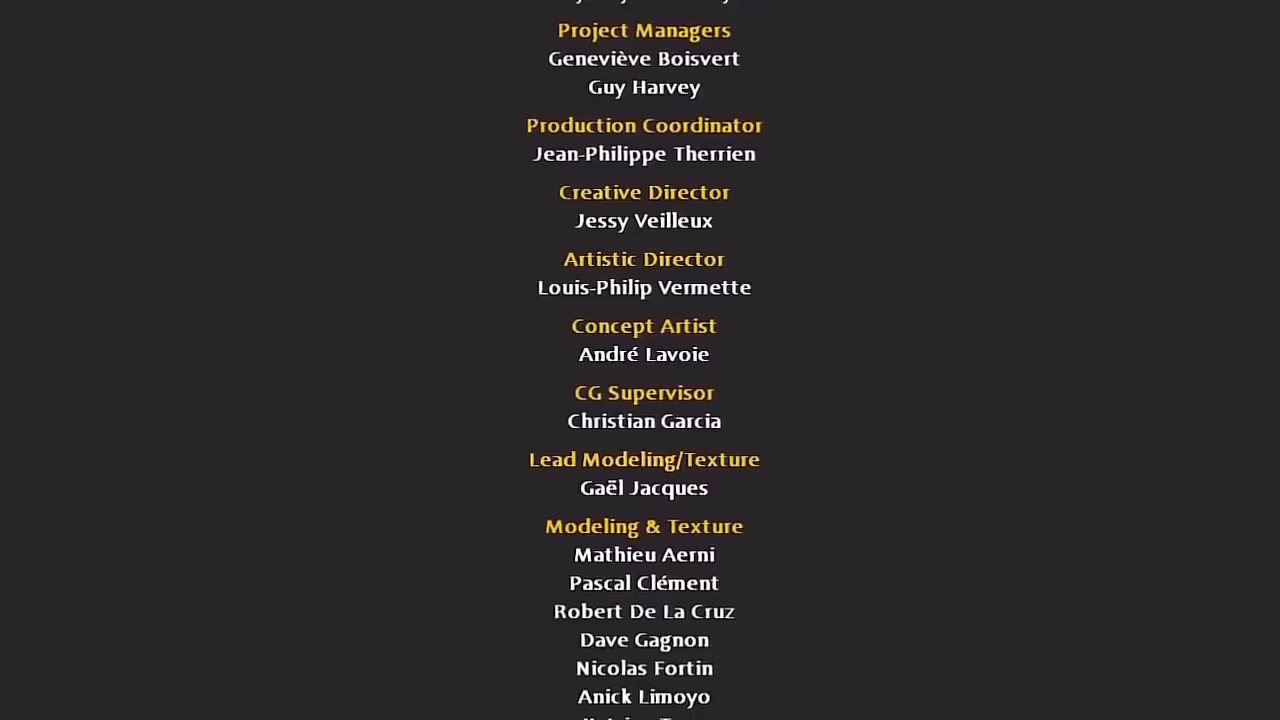 Project Managers
Geneviève Boisvert
Guy Harvey
Production Coordinator
Jean-Philippe Therrien
Creative Director
Jessy Veilleux
Artistic Director
Louis-Philip Vermette
Concept Artist
André Lavoie
CG Supervisor
Christian Garcia
Lead Modeling/Texture
Gaël Jacques
Modeling & Texture
Mathieu Aerni
Pascal Clément
Robert De La Cruz
Dave Gagnon
Nicolas Fortin
Anick Limoyo